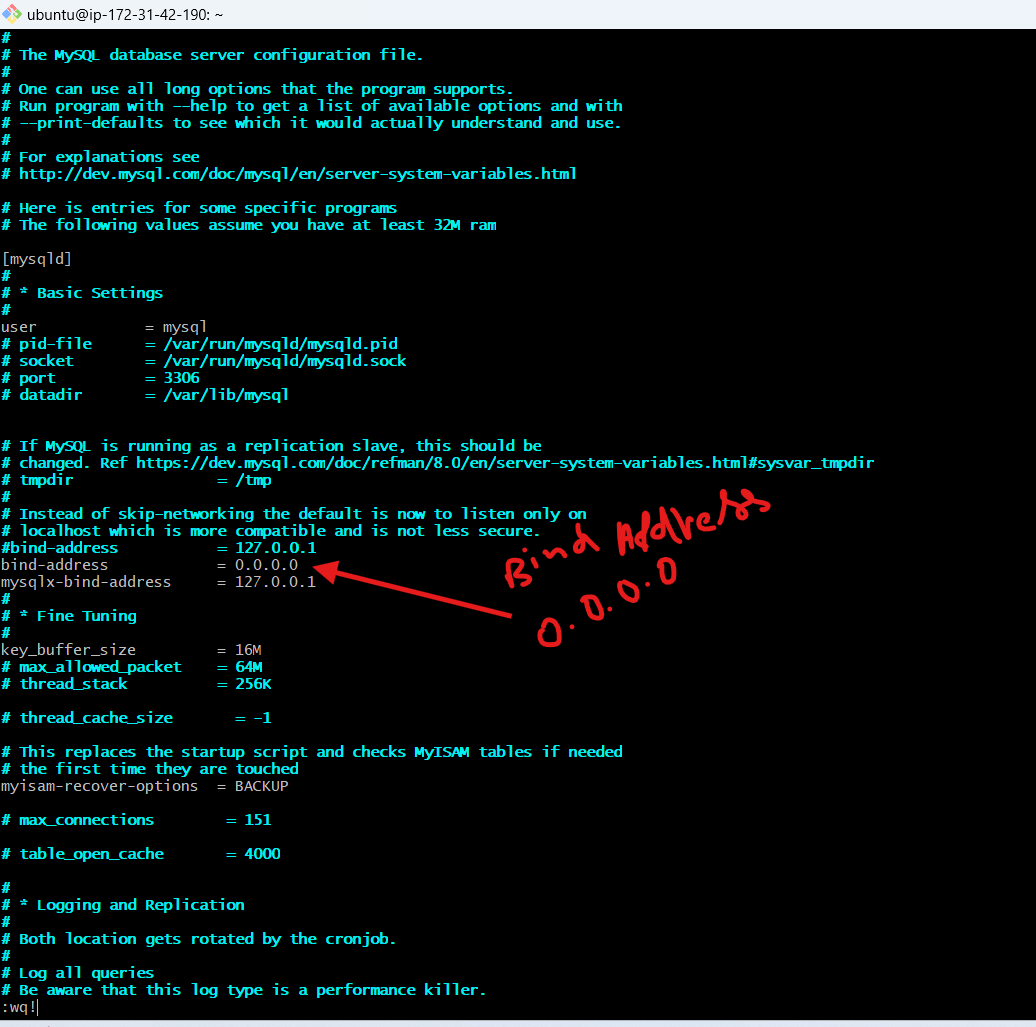 ubuntu@ip-172-31-42-190: ~
#
# The MySQL database server configuration file.
#
# One can use all long options that the program supports.
# Run program with --help to get a list of available options and with
# --print-defaults to see which it would actually understand and use.
#
# For explanations see
# http://dev.mysql.com/doc/mysql/en/server-system-variables.html
# Here is entries for some specific programs
# The following values assume you have at least 32M ram
[mysqld]
#
# * Basic Settings
#
user            = mysql
# pid-file      = /var/run/mysqld/mysqld.pid
# socket        = /var/run/mysqld/mysqld.sock
# port          = 3306
# datadir       = /var/lib/mysql
# If MySQL is running as a replication slave, this should be
# changed. Ref https://dev.mysql.com/doc/refman/8.0/en/server-system-variables.html#sysvar_tmpdir
# tmpdir                = /tmp
#
# Instead of skip-networking the default is now to listen only on
# localhost which is more compatible and is not less secure.
#bind-address           = 127.0.0.1
bind-address            = 0.0.0.0
mysqlx-bind-address     = 127.0.0.1
Bind Address
0.0.0.0
#
# * Fine Tuning
#
key_buffer_size         = 16M
# max_allowed_packet    = 64M
# thread_stack          = 256K
# thread_cache_size       = -1
# This replaces the startup script and checks MyISAM tables if needed
# the first time they are touched
myisam-recover-options  = BACKUP
# max_connections        = 151
# table_open_cache       = 4000
#
# * Logging and Replication
#
# Both location gets rotated by the cronjob.
#
# Log all queries
# Be aware that this log type is a performance killer.
:wq!